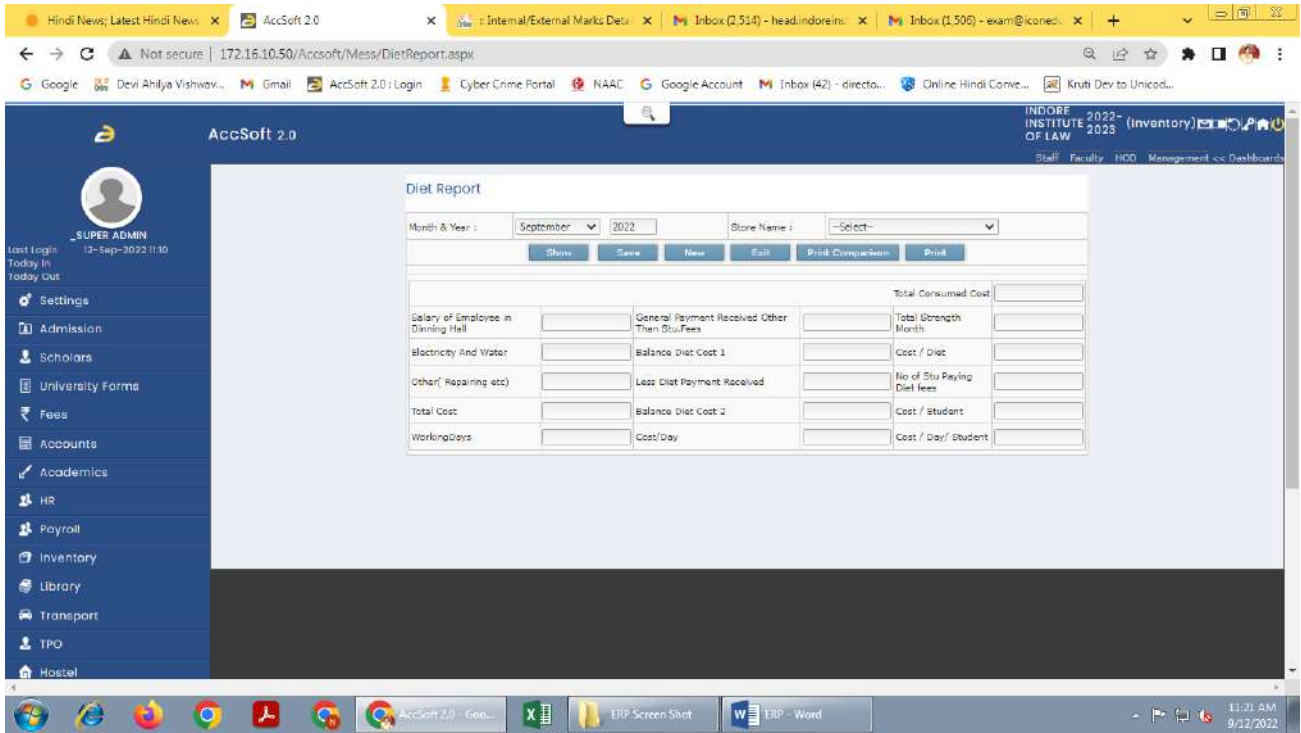 Hindi News; Latest Hindi News
AccSoft 2.0
:: Internal/External Marks Deta
Inbox (2,514) - head.indoreins
Inbox (1,506) - exam@iconedu
Not secure | 172.16.10.50/Accsoft/Mess/DietReport.aspx
Google
Devi Ahilya Vishwav...
Gmail
AccSoft 2.0 : Login
Cyber Crime Portal
NAAC
Google Account
Inbox (42) - directo...
Online Hindi Conve...
Kruti Dev to Unicod...
AccSoft 2.0
INDORE INSTITUTE OF LAW
2022-2023
(Inventory)
Staff Faculty HOD Management << Dashboards
_SUPER ADMIN
Last Login 12-Sep-2022 11:10
Today In
Today Out
Settings
Admission
Scholars
University Forms
Fees
Accounts
Academics
HR
Payroll
Inventory
Library
Transport
TPO
Hostel
Diet Report
Month & Year : September 2022 Store Name : --Select--
Show Save New Exit Print Comparison Print
Total Consumed Cost
Salary of Employee in Dinning Hall
General Payment Received Other Then Stu.Fees
Total Strength Month
Electricity And Water Balance Diet Cost 1 Cost / Diet
Other( Repairing etc) Less Diet Payment Received
No of Stu Paying Diet fees
Total Cost Balance Diet Cost 2 Cost / Student
WorkingDays Cost/Day Cost / Day/ Student
AccSoft 2.0 - Goo...
ERP Screen Shot
ERP - Word
11:21 AM
9/12/2022